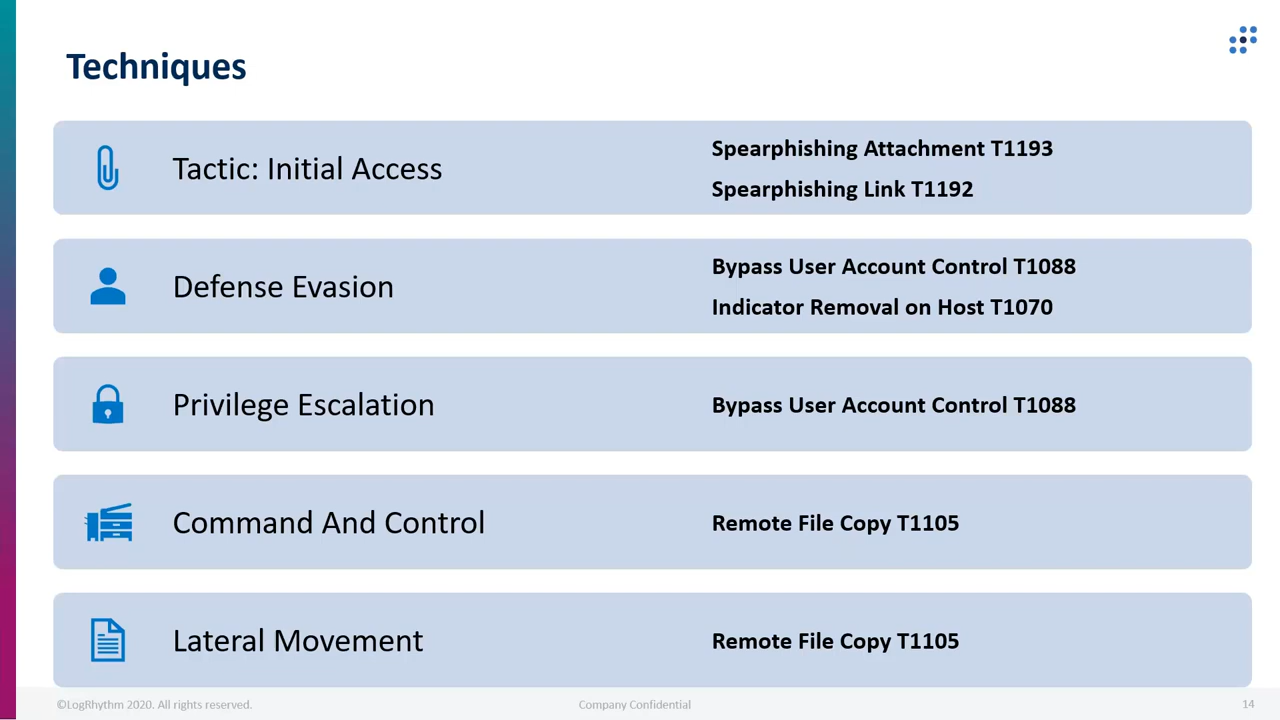 Techniques
Tactic: Initial Access
Spearphishing Attachment T1193
Spearphishing Link T1192
Defense Evasion
Bypass User Account Control T1088
Indicator Removal on Host T1070
Privilege Escalation
Bypass User Account Control T1088
Command And Control
Remote File Copy T1105
Lateral Movement
Remote File Copy T1105
©LogRhythm 2020. All rights reserved.
Company Confidential
14